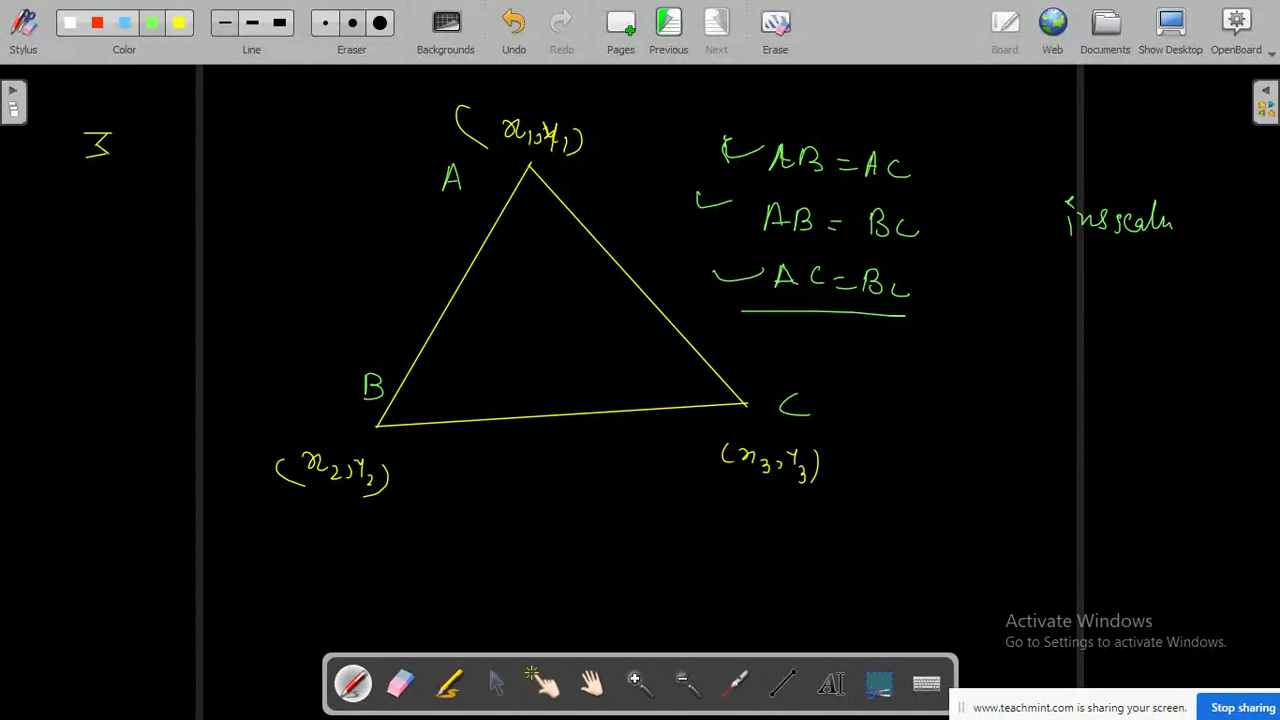 Stylus Color Line Eraser Backgrounds Undo Redo Pages Previous Next Erase Board Web Documents Show Desktop OpenBoard
(x₁,y₁)
A
AB = AC
AB = BC
AC = BC
B
C
(x₂,y₂)
(x₃,y₃)
Activate Windows
Go to Settings to activate Windows.
www.teachmint.com is sharing your screen. Stop sharing